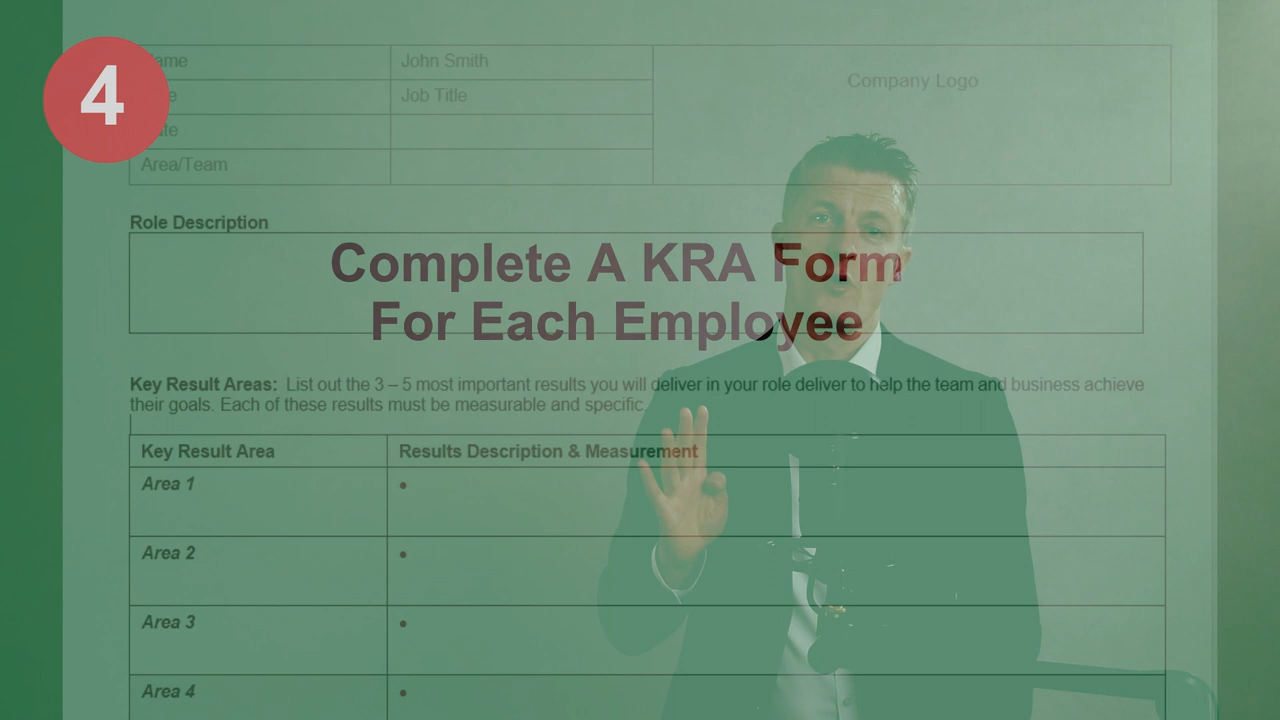 4
ame
John Smith
Company Logo
e
Job Title
ate
Area/Team
Role Description
Complete A KRA Form
For Each Employee
Key Result Areas: List out the 3 – 5 most important results you will deliver in your role deliver to help the team and business achieve
their goals. Each of these results must be measurable and specific.
Key Result Area
Results Description & Measurement
Area 1
Area 2
Area 3
Area 4